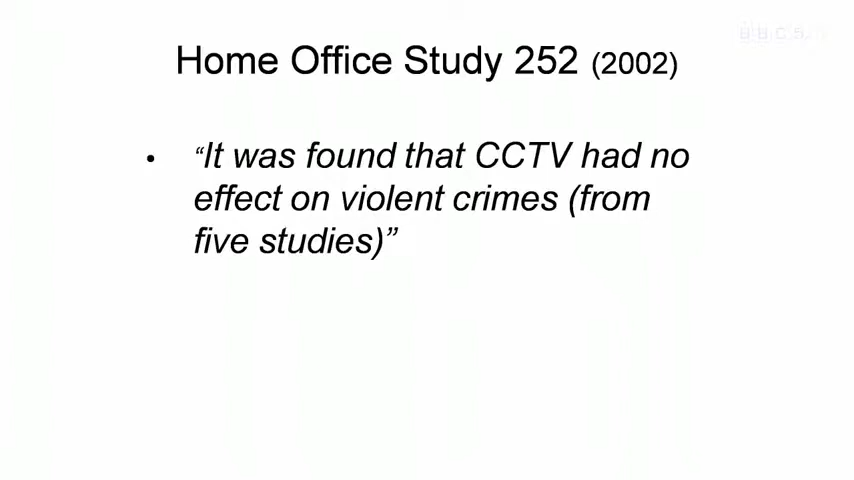 Home Office Study 252 (2002)
• “It was found that CCTV had no
effect on violent crimes (from
five studies)”